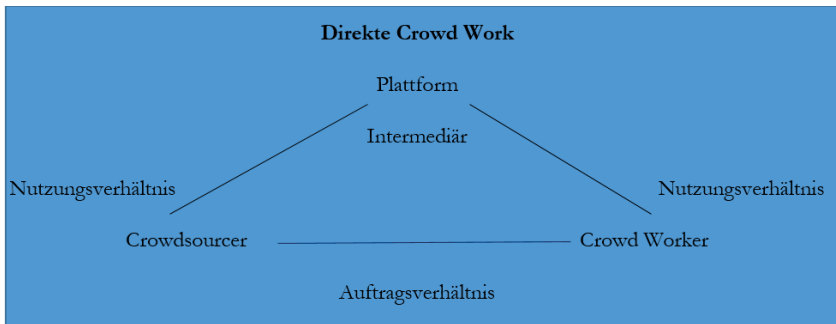 Direkte Crowd Work
Plattform
Intermediär
Nutzungsverhältnis
Nutzungsverhältnis
Crowdsourcer
Crowd Worker
Auftragsverhältnis